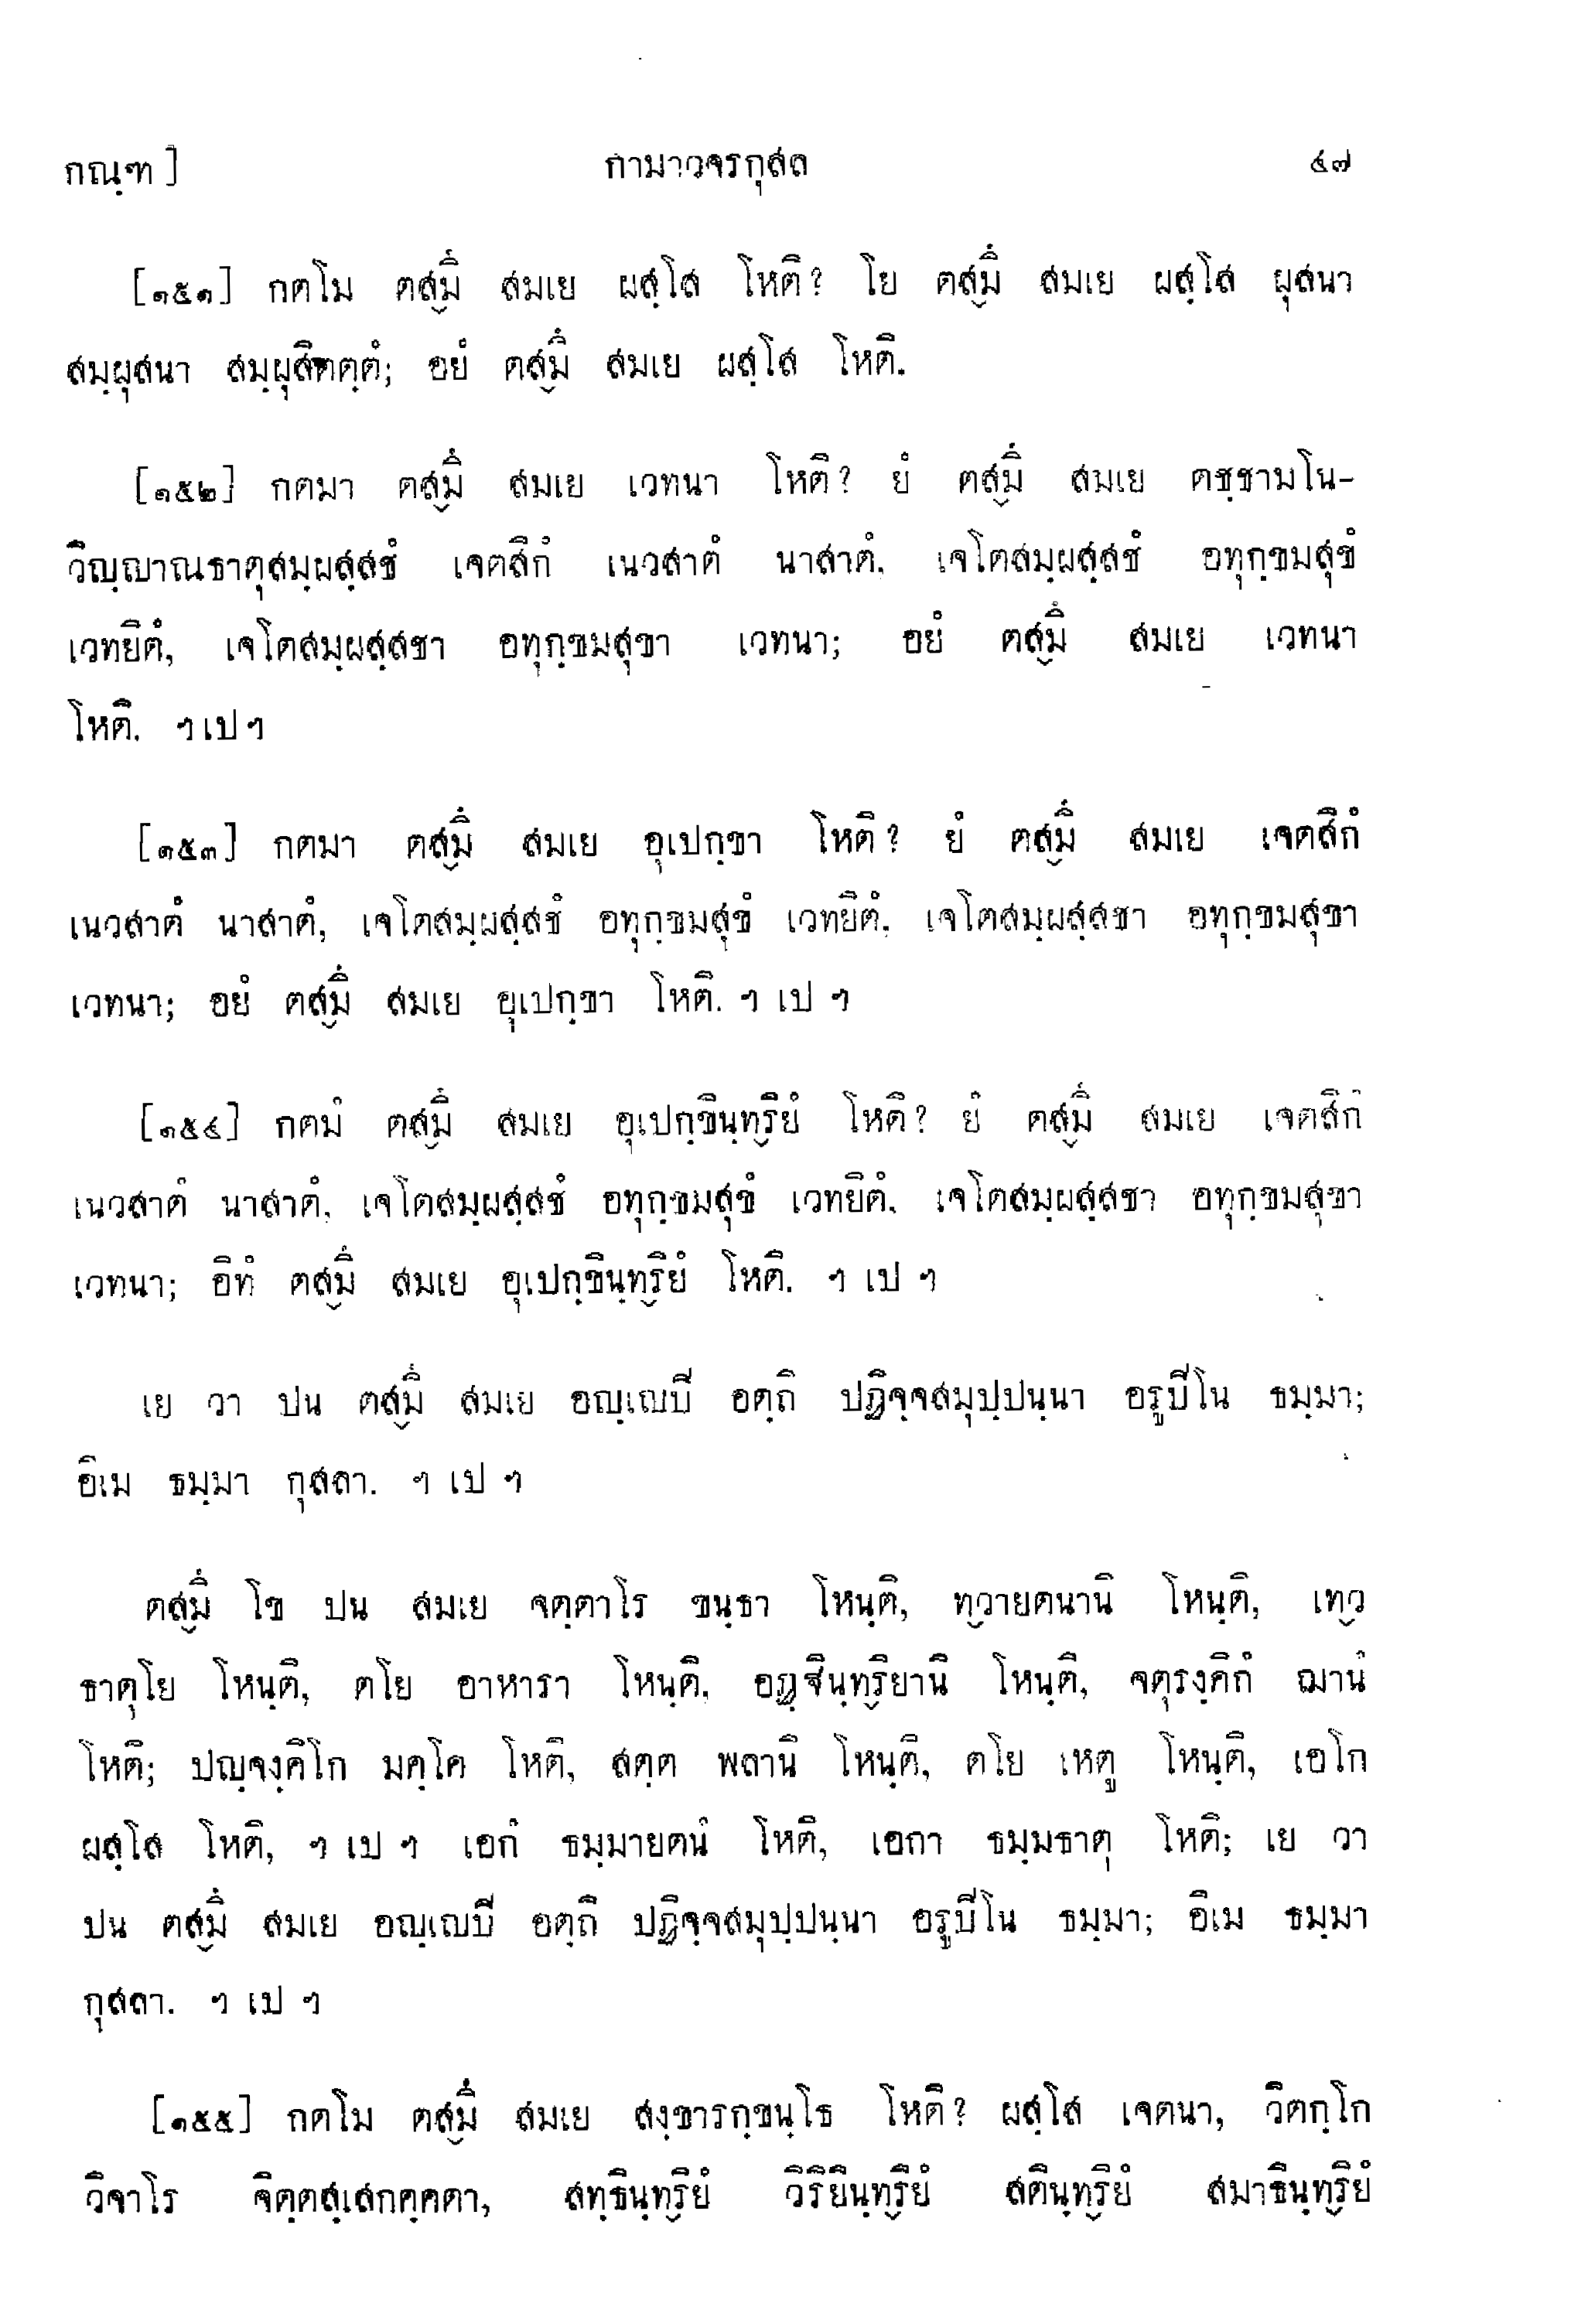 กณฺฑ ] กามาวจรกุสล ๔๗
[๑๕๑] กตโม ตสฺมึ สมเย ผสฺโส โหติ? โย ตสฺมึ สมเย ผสฺโส ผุสนา
สมฺผุสนา สมฺผุสิตตฺตํ; อยํ ตสฺมึ สมเย ผสฺโส โหติ.
[๑๕๒] กตมา ตสฺมึ สมเย เวทนา โหติ? ยํ ตสฺมึ สมเย ตชฺชามโน-
วิญฺญาณธาตุสมฺผสฺสชํ เจตสิกํ เนวสาตํ นาสาตํ, เจโตสมฺผสฺสชํ อทุกฺขมสุขํ
เวทยิตํ, เจโตสมฺผสฺสชา อทุกฺขมสุขา เวทนา; อยํ ตสฺมึ สมเย เวทนา
โหติ. ฯ เป ฯ
[๑๕๓] กตมา ตสฺมึ สมเย อุเปกฺขา โหติ? ยํ ตสฺมึ สมเย เจตสิกํ
เนวสาตํ นาสาตํ, เจโตสมฺผสฺสชํ อทุกฺขมสุขํ เวทยิตํ, เจโตสมฺผสฺสชา อทุกฺขมสุขา
เวทนา; อยํ ตสฺมึ สมเย อุเปกฺขา โหติ. ฯ เป ฯ
[๑๕๔] กตมํ ตสฺมึ สมเย อุเปกฺขินฺทฺริยํ โหติ? ยํ ตสฺมึ สมเย เจตสิกํ
เนวสาตํ นาสาตํ, เจโตสมฺผสฺสชํ อทุกฺขมสุขํ เวทยิตํ, เจโตสมฺผสฺสชา อทุกฺขมสุขา
เวทนา; อิทํ ตสฺมึ สมเย อุเปกฺขินฺทฺริยํ โหติ. ฯ เป ฯ
เย วา ปน ตสฺมึ สมเย อญฺเญปิ อตฺถิ ปฏิจฺจสมุปฺปนฺนา อรูปิโน ธมฺมา;
อิเม ธมฺมา กุสลา. ฯ เป ฯ
ตสฺมึ โข ปน สมเย จตฺตาโร ขนฺธา โหนฺติ, ทฺวายตนานิ โหนฺติ, เทฺว
ธาตุโย โหนฺติ, ตโย อาหารา โหนฺติ, อฏฺฐินฺทฺริยานิ โหนฺติ, จตุรงฺคิกํ ฌานํ
โหติ; ปญฺจงฺคิโก มคฺโค โหติ, สตฺต พลานิ โหนฺติ, ตโย เหตู โหนฺติ, เอโก
ผสฺโส โหติ, ฯ เป ฯ เอกํ ธมฺมายตนํ โหติ, เอกา ธมฺมธาตุ โหติ; เย วา
ปน ตสฺมึ สมเย อญฺเญปิ อตฺถิ ปฏิจฺจสมุปฺปนฺนา อรูปิโน ธมฺมา; อิเม ธมฺมา
กุสลา. ฯ เป ฯ
[๑๕๕] กตโม ตสฺมึ สมเย สงฺขารกฺขนฺโธ โหติ? ผสฺโส เจตนา, วิตกฺโก
วิจาโร จิตฺตสฺเสกคฺคตา, สทฺธินฺทฺริยํ วิริยินฺทฺริยํ สตินฺทฺริยํ สมาธินฺทฺริยํ